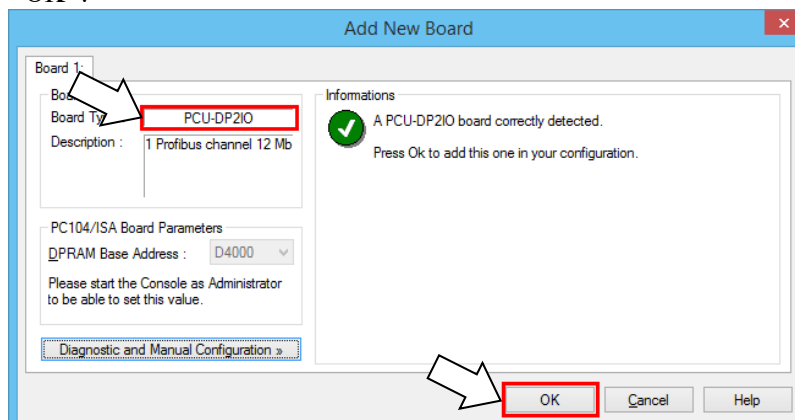 Add New Board
Board 1:
Board Ty
PCU-DP2IO
Description :
1 Profibus channel 12 Mb
PC104/ISA Board Parameters
DPRAM Base Address :
D4000
Please start the Console as Administrator
to be able to set this value.
Diagnostic and Manual Configuration »
Informations
A PCU-DP2IO board correctly detected.
Press Ok to add this one in your configuration.
OK
Cancel
Help